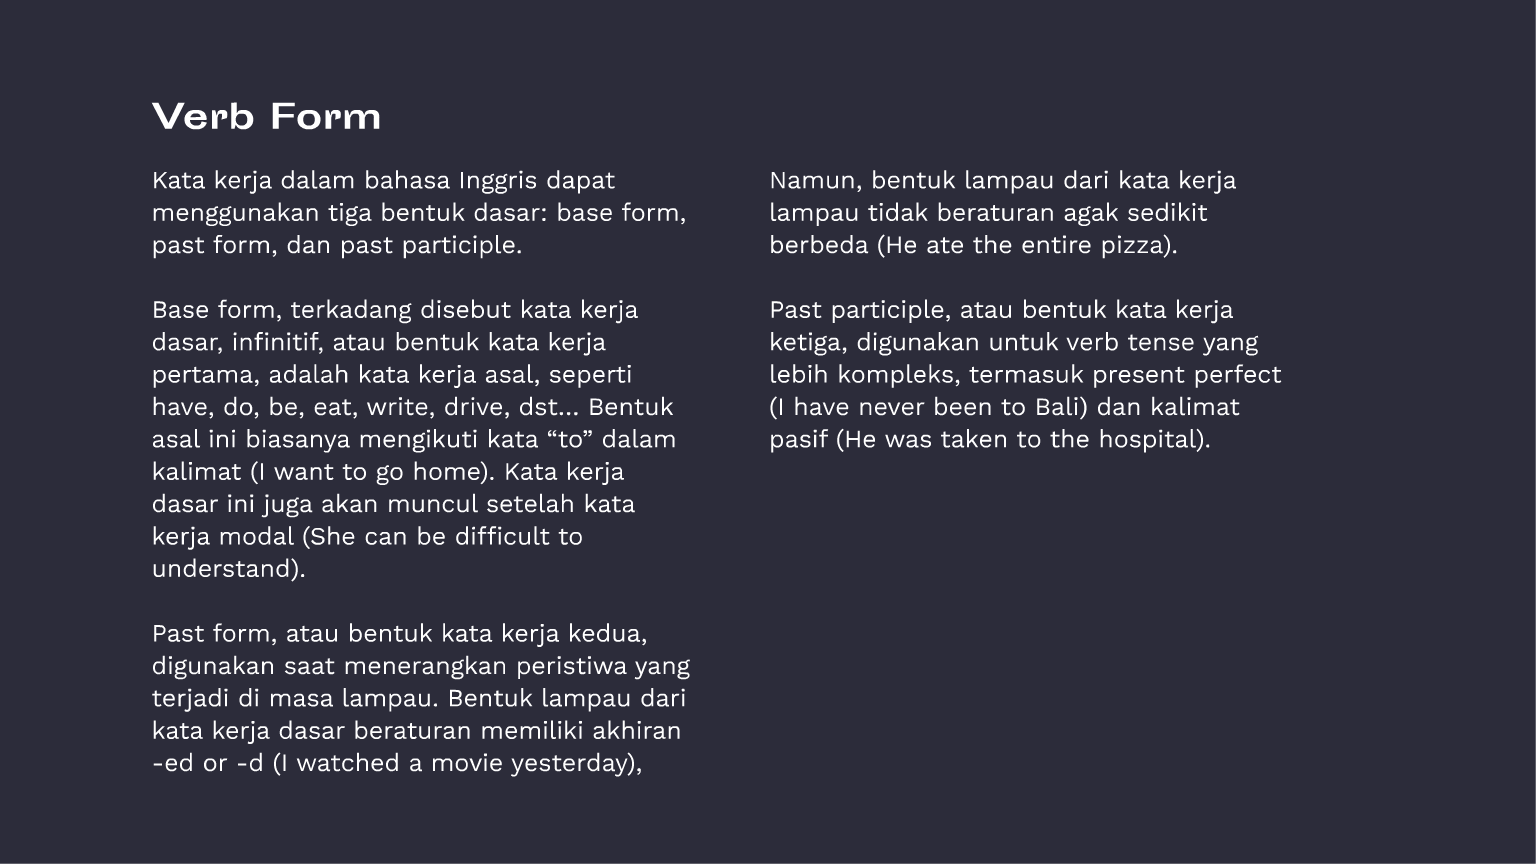 Verb Form
Kata kerja dalam bahasa Inggris dapat
menggunakan tiga bentuk dasar: base form,
past form, dan past participle.
Base form, terkadang disebut kata kerja
dasar, infinitif, atau bentuk kata kerja
pertama, adalah kata kerja asal, seperti
have, do, be, eat, write, drive, dst... Bentuk
asal ini biasanya mengikuti kata “to” dalam
kalimat (I want to go home). Kata kerja
dasar ini juga akan muncul setelah kata
kerja modal (She can be difficult to
understand).
Past form, atau bentuk kata kerja kedua,
digunakan saat menerangkan peristiwa yang
terjadi di masa lampau. Bentuk lampau dari
kata kerja dasar beraturan memiliki akhiran
-ed or -d (I watched a movie yesterday),
Namun, bentuk lampau dari kata kerja
lampau tidak beraturan agak sedikit
berbeda (He ate the entire pizza).
Past participle, atau bentuk kata kerja
ketiga, digunakan untuk verb tense yang
lebih kompleks, termasuk present perfect
(I have never been to Bali) dan kalimat
pasif (He was taken to the hospital).